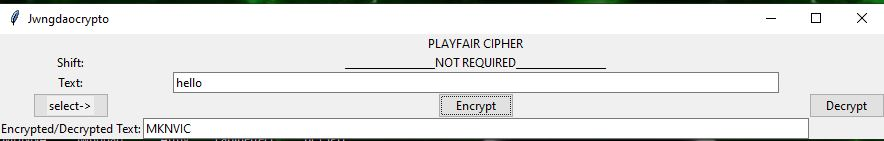 Jwngdaocrypto
PLAYFAIR CIPHER
Shift: _______________NOT REQUIRED_______________
Text: hello
select-> Encrypt Decrypt
Encrypted/Decrypted Text: MKNVIC